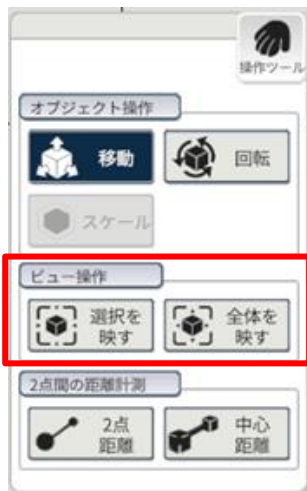 操作ツール
オブジェクト操作
移動
回転
スケール
ビュー操作
選択を
映す
全体を
映す
2点間の距離計測
2点
距離
中心
距離